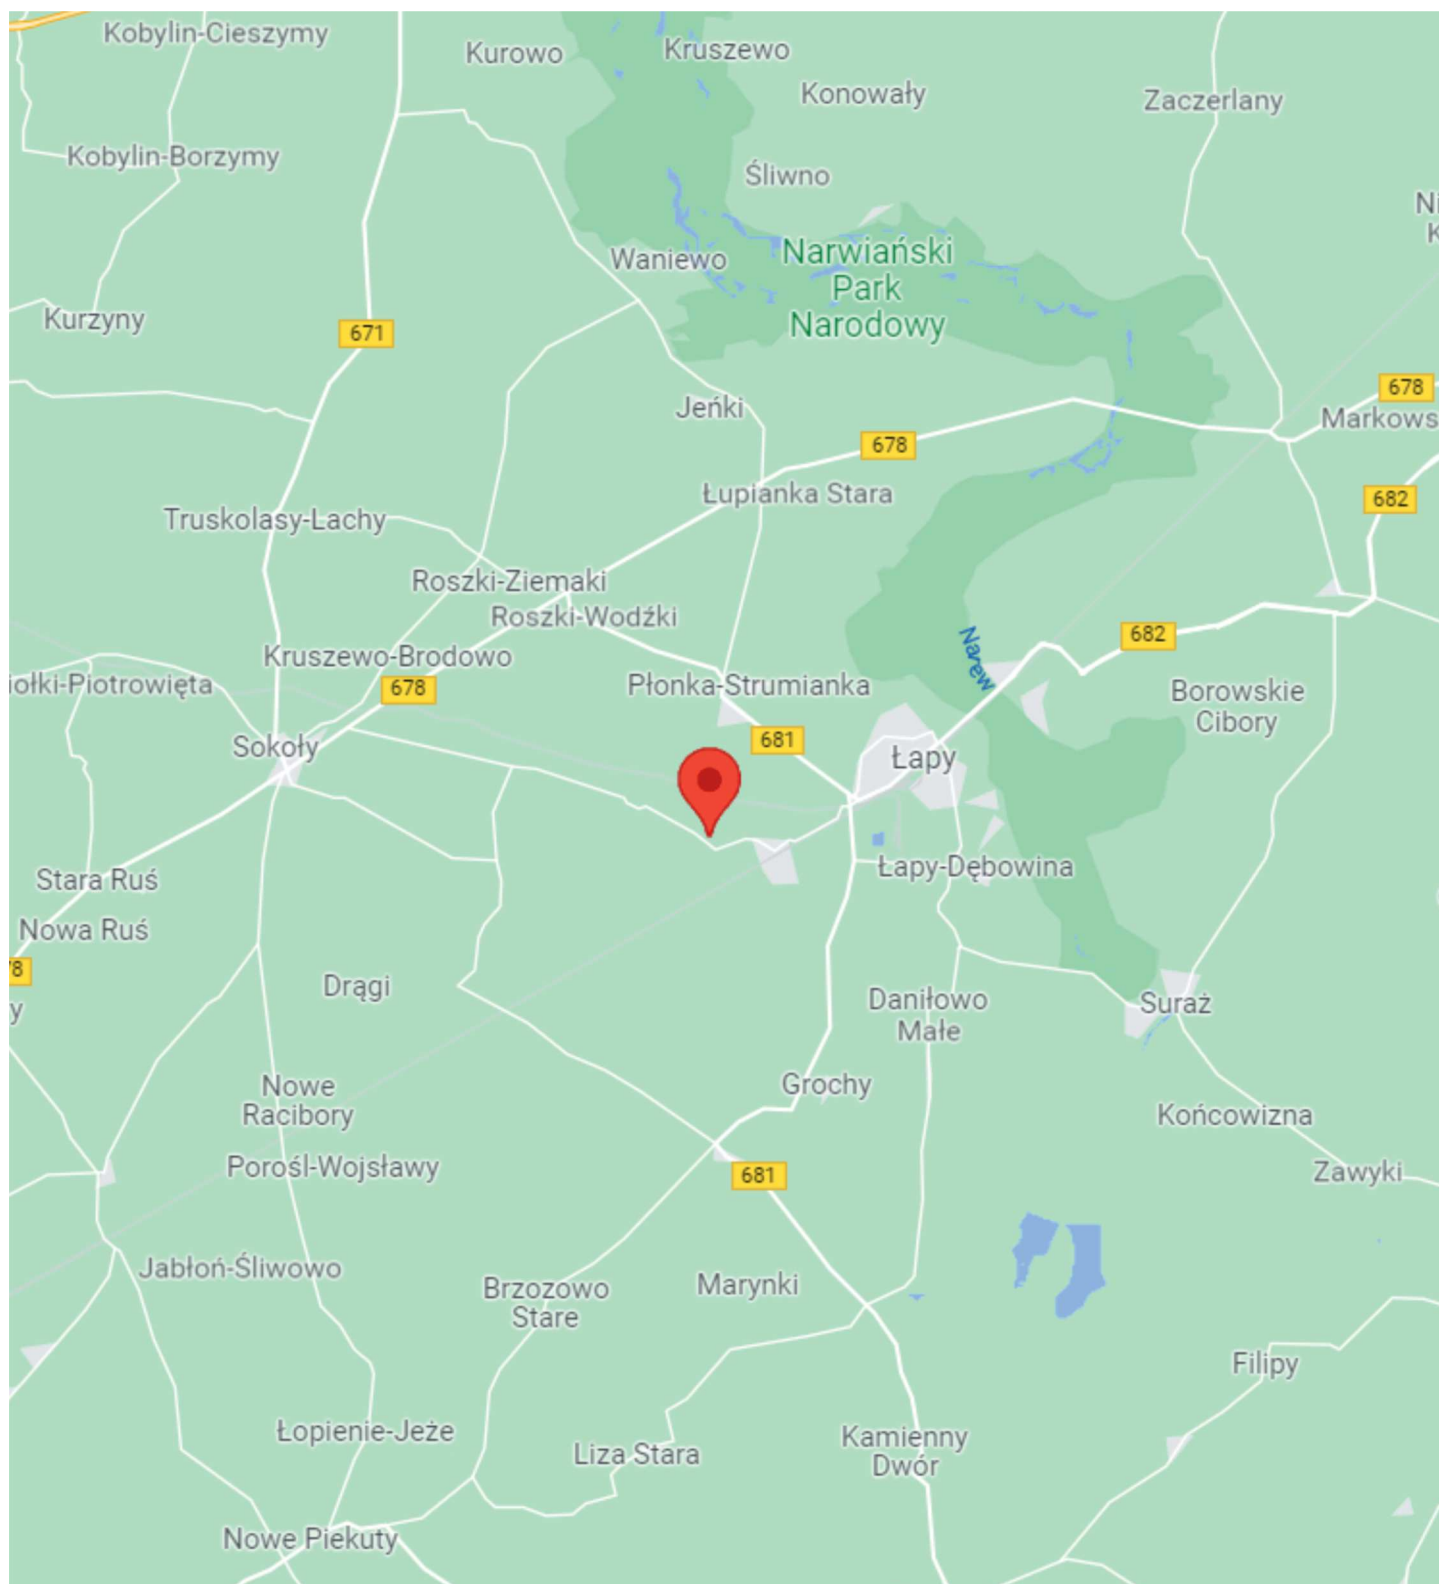 Kobylin-Cieszymy
Kurowo
Kruszewo
Konowały
Zaczerlany
Kobylin-Borzymy
Śliwno
Ni
K
Waniewo
Narwiański
Park
Narodowy
Kurzyny
671
678
Jeńki
Markows
678
Łupianka Stara
682
Truskolasy-Lachy
Roszki-Ziemaki
Roszki-Wodźki
Narew
682
Kruszewo-Brodowo
iołki-Piotrowięta
678
Płonka-Strumianka
Borowskie
Cibory
Sokoły
681
Łapy
Łapy-Dębowina
Stara Ruś
Nowa Ruś
78
y
Drągi
Daniłowo
Małe
Suraż
Nowe
Racibory
Grochy
Końcowizna
Porośl-Wojsławy
681
Zawyki
Jabłoń-Śliwowo
Brzozowo
Stare
Marynki
Filipy
Łopienie-Jeże
Liza Stara
Kamienny
Dwór
Nowe Piekuty